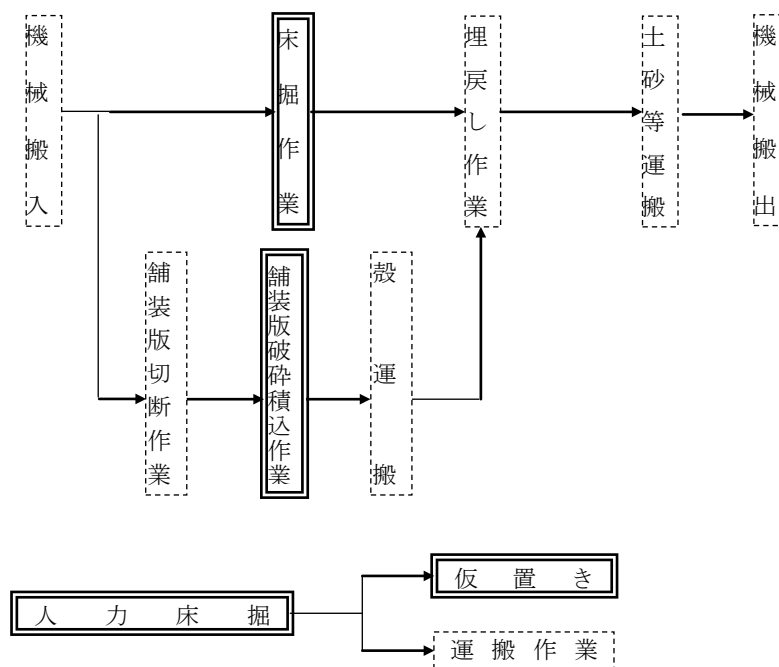 機械搬入
床掘作業
埋戻し作業
土砂等運搬
機械搬出
舗装版切断作業
舗装版破砕積込作業
殻運搬
人力床掘
仮置き
運搬作業